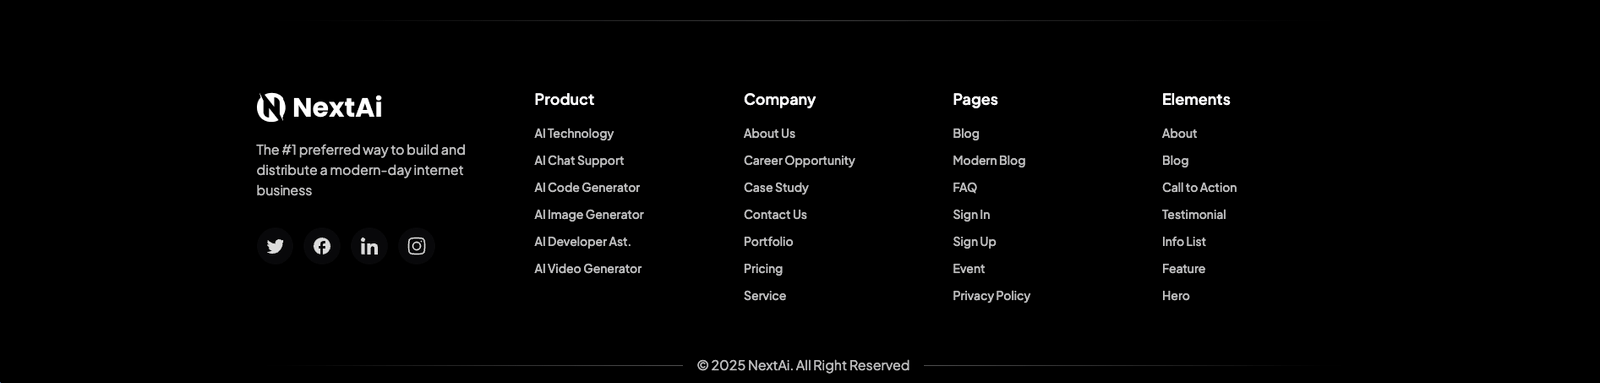 NextAi
The #1 preferred way to build and
distribute a modern-day internet
business
Product
AI Technology
AI Chat Support
AI Code Generator
AI Image Generator
AI Developer Ast.
AI Video Generator
Company
About Us
Career Opportunity
Case Study
Contact Us
Portfolio
Pricing
Service
Pages
Blog
Modern Blog
FAQ
Sign In
Sign Up
Event
Privacy Policy
Elements
About
Blog
Call to Action
Testimonial
Info List
Feature
Hero
© 2025 NextAi. All Right Reserved